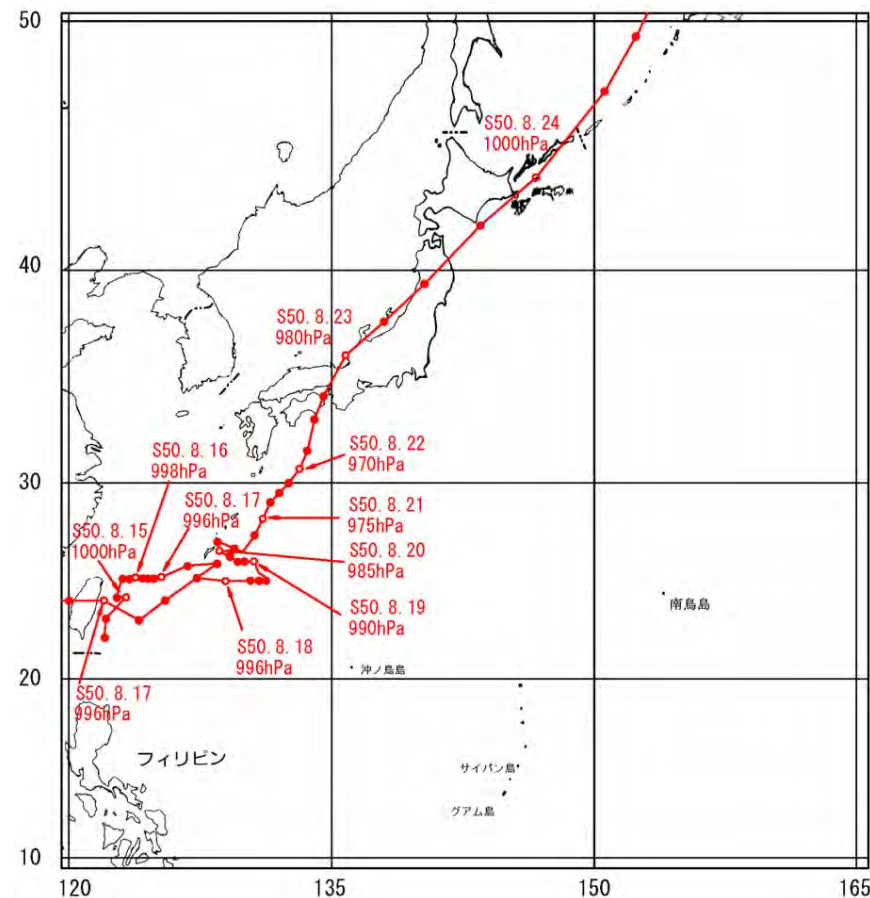 50
S50. 8. 24
1000hPa
40
S50. 8. 23
980hPa
S50. 8. 16
998hPa
S50. 8. 22
970hPa
30
S50. 8. 17
996hPa
S50. 8. 21
975hPa
S50. 8. 15
1000hPa
S50. 8. 20
985hPa
S50. 8. 19
990hPa
南鳥島
S50. 8. 18
996hPa
20
沖ノ鳥島
S50. 8. 17
996hPa
フィリピン
サイパン島
グアム島
10
120
135
150
165